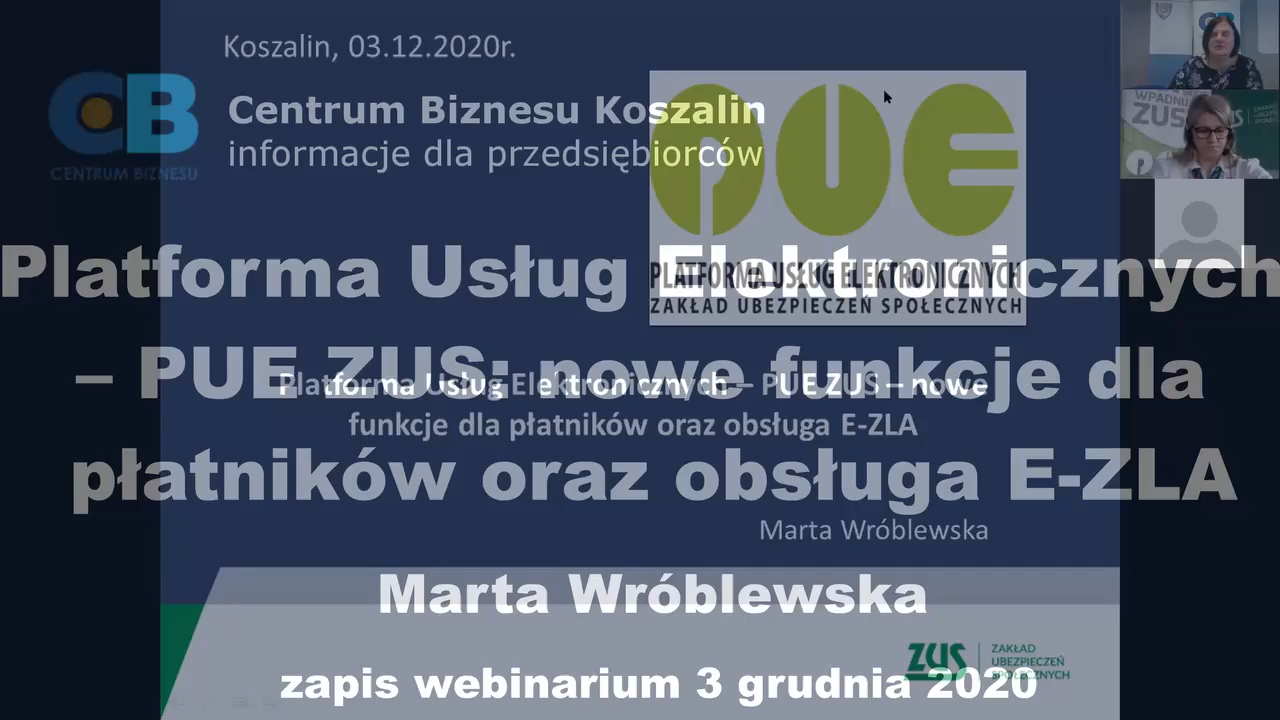 Koszalin, 03.12.2020r.
CB
CENTRUM BIZNESU
Centrum Biznesu Koszalin
informacje dla przedsiębiorców
PUE
PLATFORMA USŁUG ELEKTRONICZNYCH
ZAKŁAD UBEZPIECZEŃ SPOŁECZNYCH
Platforma Usług Elektronicznych
– PUE ZUS: nowe funkcje dla
płatników oraz obsługa E-ZLA
Platforma Usług Elektronicznych – PUE ZUS – nowe
funkcje dla płatników oraz obsługa E-ZLA
Marta Wróblewska
Marta Wróblewska
zapis webinarium 3 grudnia 2020
ZUS
ZAKŁAD
UBEZPIECZEŃ
SPOŁECZNYCH
ZUS